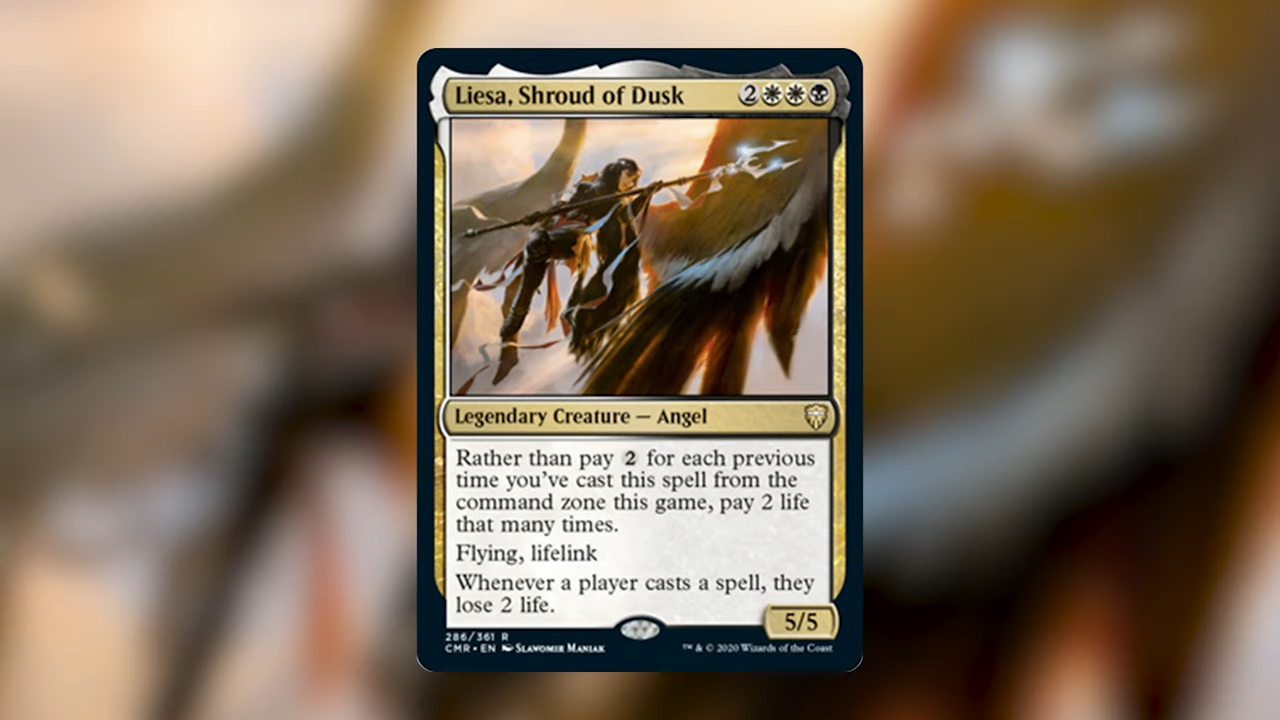 Liesa, Shroud of Dusk 2
Legendary Creature — Angel
Rather than pay 2 for each previous
time you've cast this spell from the
command zone this game, pay 2 life
that many times.
Flying, lifelink
Whenever a player casts a spell, they
lose 2 life.
5/5
286/361 R
CMR • EN Slawomir Maniak
™ & © 2020 Wizards of the Coast